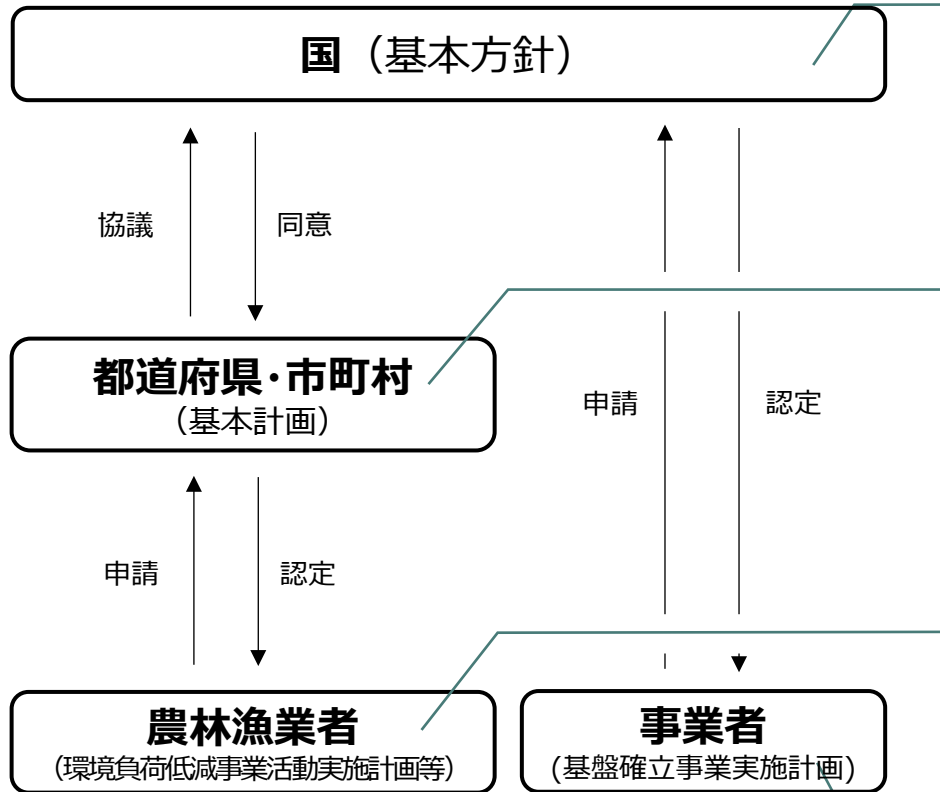 国（基本方針）
協議
同意
都道府県・市町村
（基本計画）
申請
認定
申請
認定
農林漁業者
（環境負荷低減事業活動実施計画等）
事業者
（基盤確立事業実施計画）